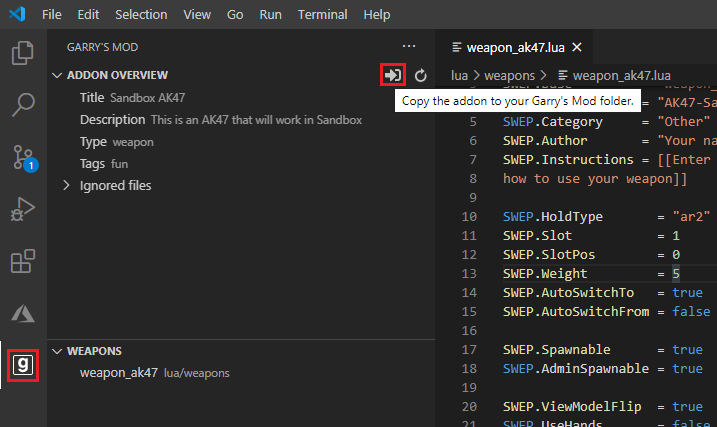 File Edit Selection View Go Run Terminal Help
GARRY'S MOD
ADDON OVERVIEW
Title Sandbox AK47
Description This is an AK47 that will work in Sandbox
Type weapon
Tags fun
Ignored files
1
g
WEAPONS
weapon_ak47 lua/weapons
weapon_ak47.lua
lua > weapons > weapon_ak47.lua
Copy the addon to your Garry's Mod folder.
= "AK47-Sa
5 SWEP.Category = "Other"
6 SWEP.Author = "Your na
7 SWEP.Instructions = [[Enter
8 how to use your weapon]]
9
10 SWEP.HoldType = "ar2"
11 SWEP.Slot = 1
12 SWEP.SlotPos = 0
13 SWEP.Weight = 5
14 SWEP.AutoSwitchTo = true
15 SWEP.AutoSwitchFrom = false
16
17 SWEP.Spawnable = true
18 SWEP.AdminSpawnable = true
19
20 SWEP.ViewModelFlip = true
21 SWEP.UseHands = false